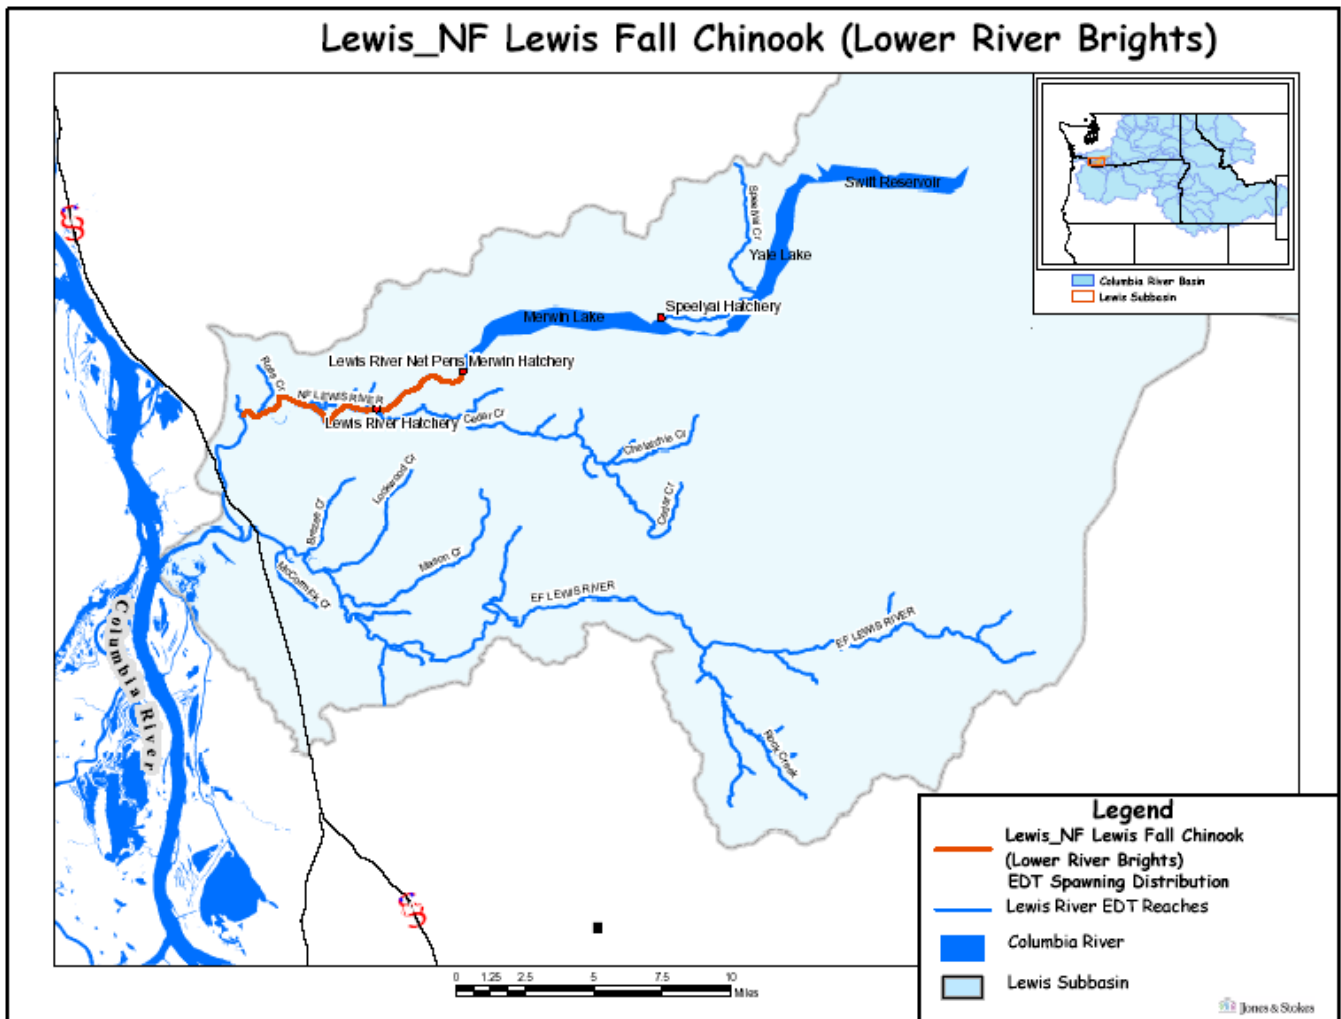 Lewis_NF Lewis Fall Chinook (Lower River Brights)
Columbia River Basin
Lewis Subbasin
Swift Reservoir
Speelyai Cr
Yale Lake
Speelyai Hatchery
Merwin Lake
Lewis River Net Pens Merwin Hatchery
Ross Cr
NF LEWIS RIVER
Lewis River Hatchery
Cedar Cr
Chelatchie Cr
Cedar Cr
Lockwood Cr
Brezee Cr
Mason Cr
McCormick Cr
EF LEWIS RIVER
EF LEWIS RIVER
Rock Creek
Columbia River
Legend
Lewis_NF Lewis Fall Chinook
(Lower River Brights)
EDT Spawning Distribution
Lewis River EDT Reaches
Columbia River
Lewis Subbasin
0 1.25 2.5 5 7.5 10
Miles
Jones & Stokes